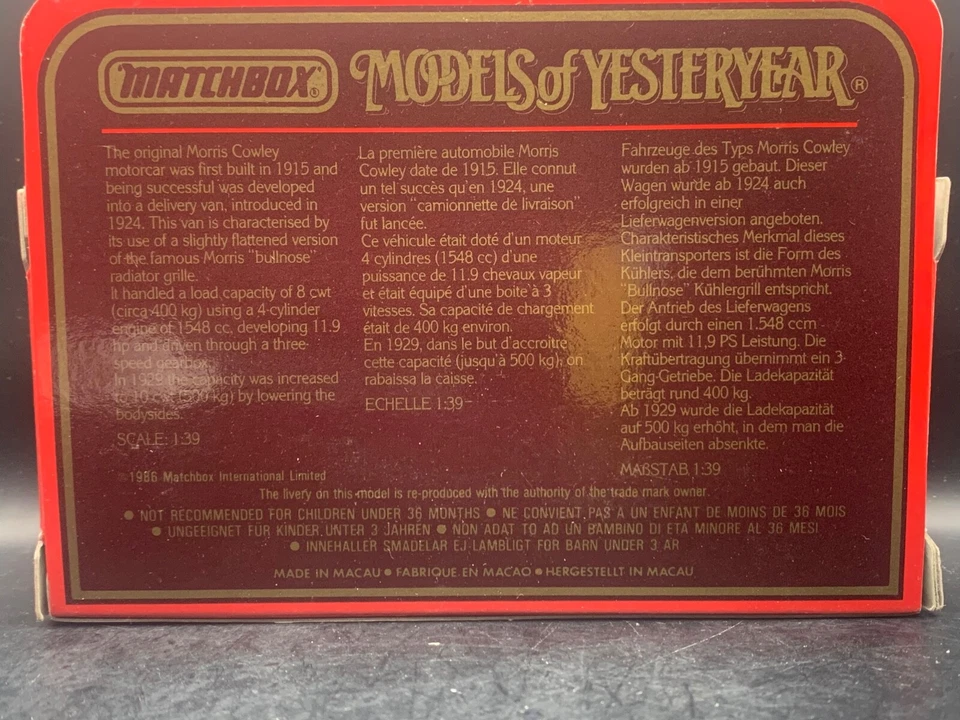 MATCHBOX ® MODELS of YESTERYEAR ®
The original Morris Cowley
motorcar was first built in 1915 and
being successful was developed
into a delivery van, introduced in
1924. This van is characterised by
its use of a slightly flattened version
of the famous Morris "bullnose"
radiator grille.
It handled a load capacity of 8 cwt
(circa 400 kg) using a 4-cylinder
engine of 1548 cc, developing 11.9
hp and driven through a three-
speed gearbox.
In 1929 the capacity was increased
to 10 cwt (500 kg) by lowering the
bodysides.
SCALE: 1:39
La première automobile Morris
Cowley date de 1915. Elle connut
un tel succès qu'en 1924, une
version "camionnette de livraison"
fut lancée.
Ce véhicule était doté d'un moteur
4 cylindres (1548 cc) d'une
puissance de 11.9 chevaux vapeur
et était équipé d'une boite à 3
vitesses. Sa capacité de chargement
était de 400 kg environ.
En 1929, dans le but d'accroitre
cette capacité (jusqu'à 500 kg), on
rabaissa la caisse.
ECHELLE 1:39
Fahrzeuge des Typs Morris Cowley
wurden ab 1915 gebaut. Dieser
Wagen wurde ab 1924 auch
erfolgreich in einer
Lieferwagenversion angeboten.
Charakteristisches Merkmal dieses
Kleintransporters ist die Form des
Kühlers, die dem berühmten Morris
"Bullnose" Kühlergrill entspricht.
Der Antrieb des Lieferwagens
erfolgt durch einen 1.548 ccm
Motor mit 11,9 PS Leistung. Die
Kraftübertragung übernimmt ein 3-
Gang-Getriebe. Die Ladekapazität
beträgt rund 400 kg.
Ab 1929 wurde die Ladekapazität
auf 500 kg erhöht, in dem man die
Aufbauseiten absenkte.
MAßSTAB 1:39
1986 Matchbox International Limited
The livery on this model is re-produced with the authority of the trade mark owner.
● NOT RECOMMENDED FOR CHILDREN UNDER 36 MONTHS ● NE CONVIENT PAS A UN ENFANT DE MOINS DE 36 MOIS
● UNGEEIGNET FUR KINDER UNTER 3 JAHREN ● NON ADAT TO AD UN BAMBINO DI ETA MINORE AL 36 MESI
● INNEHALLER SMADELAR EJ LAMBLIGT FOR BARN UNDER 3 AR
MADE IN MACAU ● FABRIQUE EN MACAO ● HERGESTELLT IN MACAU